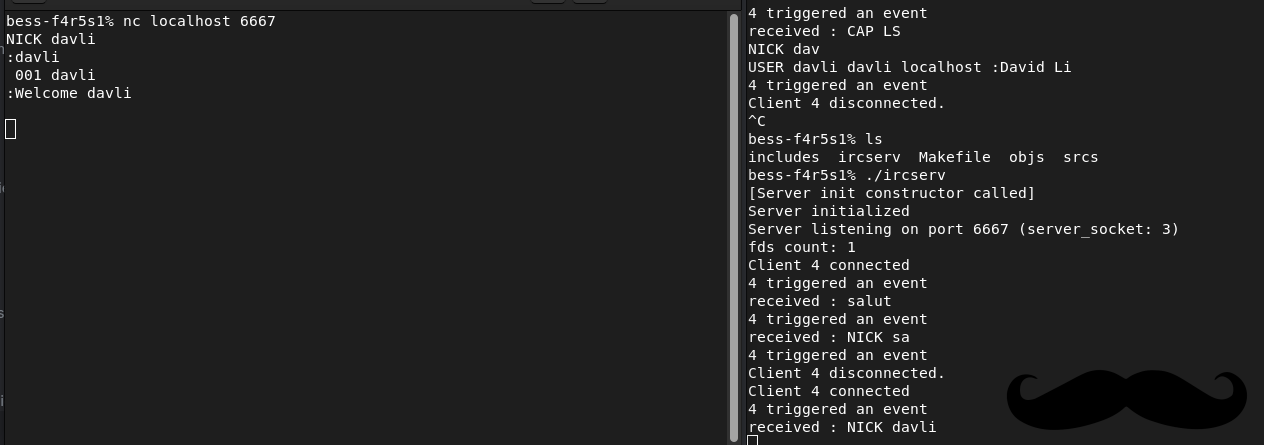 bess-f4r5s1% nc localhost 6667
NICK davli
:davli
 001 davli
:Welcome davli
4 triggered an event
received : CAP LS
NICK dav
USER davli davli localhost :David Li
4 triggered an event
Client 4 disconnected.
^C
bess-f4r5s1% ls
includes  ircserv  Makefile  objs  srcs
bess-f4r5s1% ./ircserv
[Server init constructor called]
Server initialized
Server listening on port 6667 (server_socket: 3)
fds count: 1
Client 4 connected
4 triggered an event
received : salut
4 triggered an event
received : NICK sa
4 triggered an event
Client 4 disconnected.
Client 4 connected
4 triggered an event
received : NICK davli